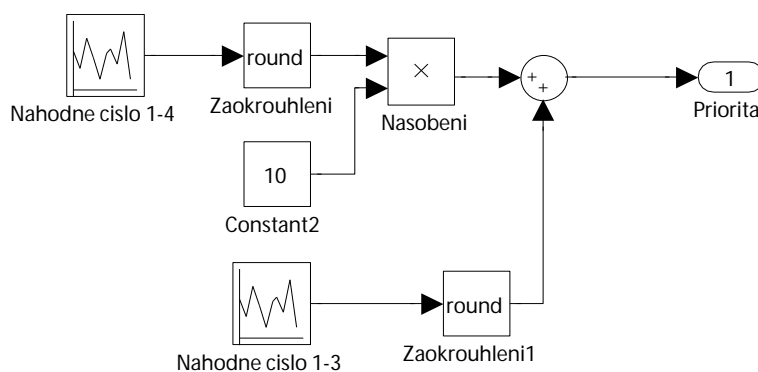 round
×
+
+
1
Nahodne cislo 1-4
Zaokrouhleni
Nasobeni
Priorita
10
Constant2
round
Nahodne cislo 1-3
Zaokrouhleni1